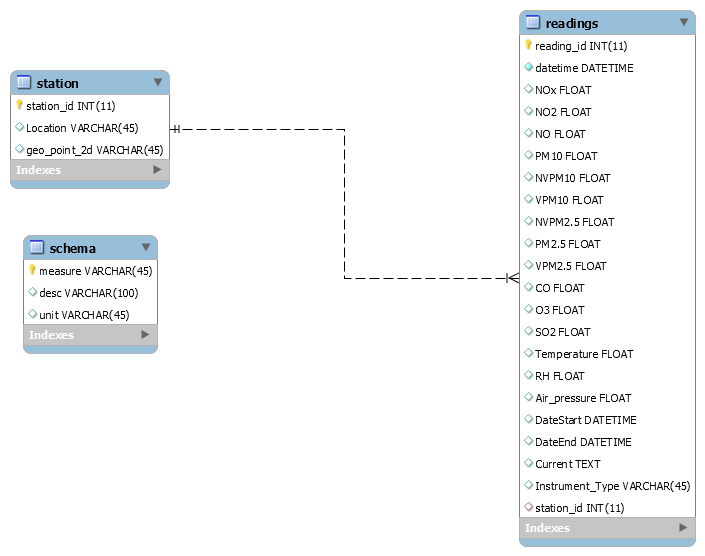 station
station_id INT(11)
Location VARCHAR(45)
geo_point_2d VARCHAR(45)
Indexes
schema
measure VARCHAR(45)
desc VARCHAR(100)
unit VARCHAR(45)
Indexes
readings
reading_id INT(11)
datetime DATETIME
NOx FLOAT
NO2 FLOAT
NO FLOAT
PM10 FLOAT
NVPM10 FLOAT
VPM10 FLOAT
NVPM2.5 FLOAT
PM2.5 FLOAT
VPM2.5 FLOAT
CO FLOAT
O3 FLOAT
SO2 FLOAT
Temperature FLOAT
RH FLOAT
Air_pressure FLOAT
DateStart DATETIME
DateEnd DATETIME
Current TEXT
Instrument_Type VARCHAR(45)
station_id INT(11)
Indexes